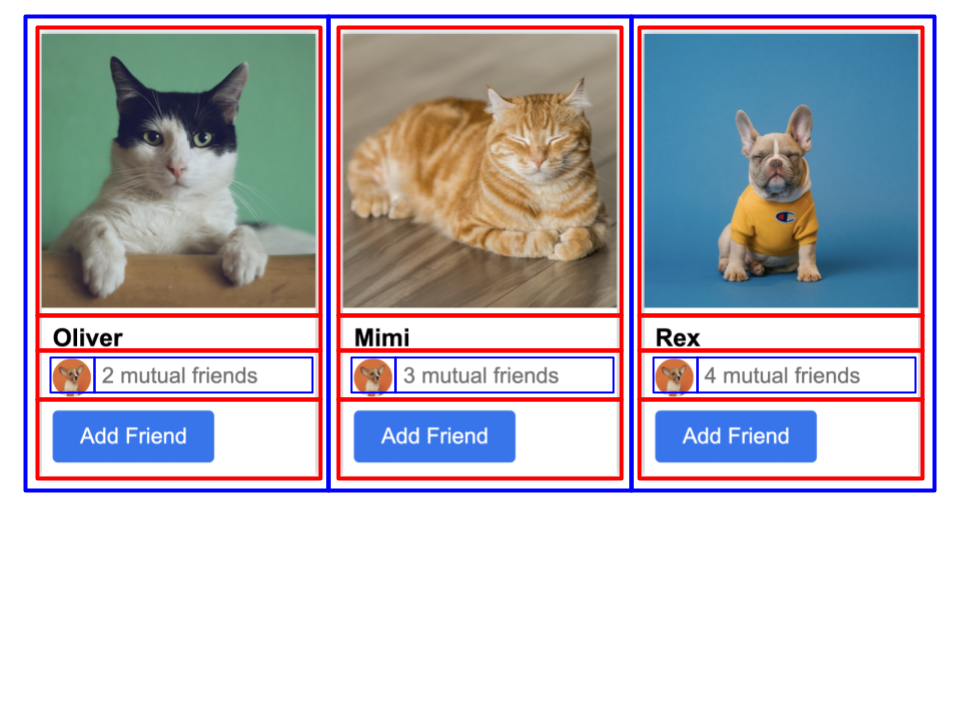 Oliver
2 mutual friends
Add Friend
Mimi
3 mutual friends
Add Friend
Rex
4 mutual friends
Add Friend